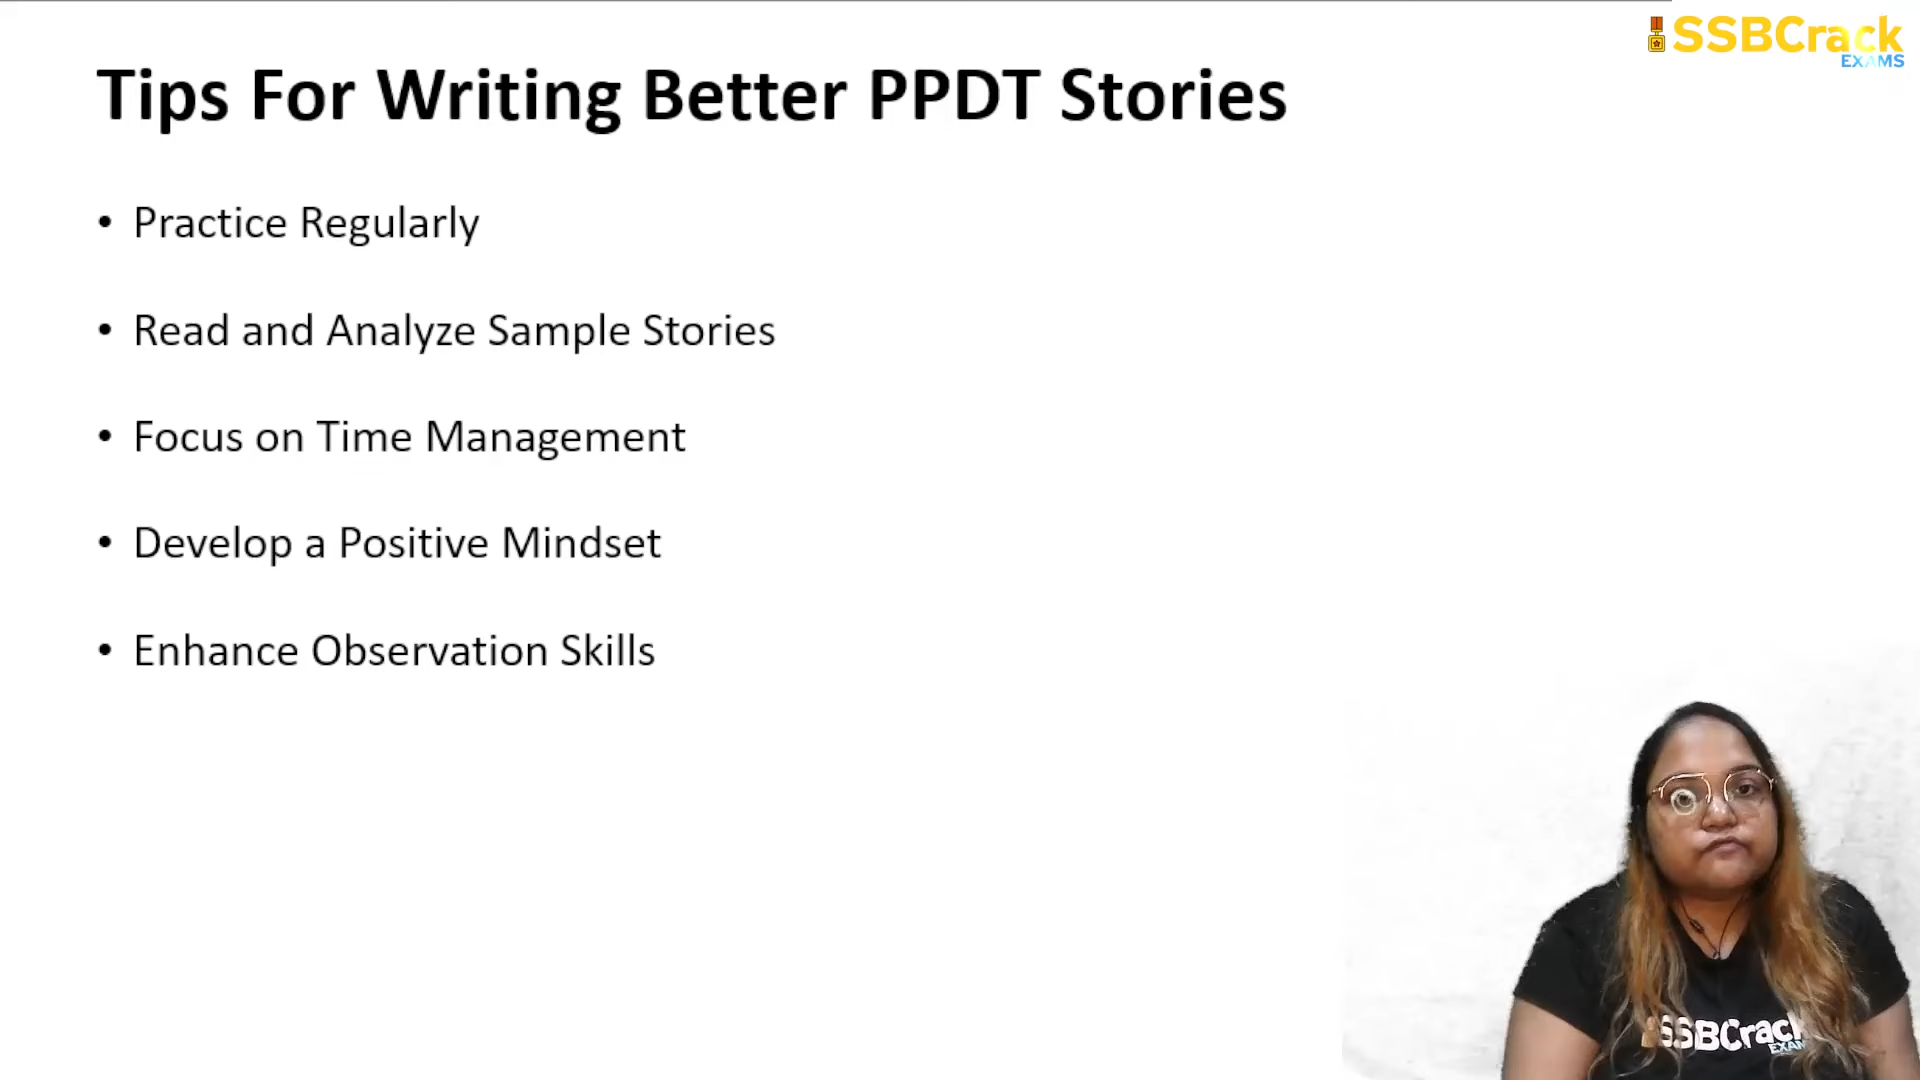 SSBCrack
EXAMS
Tips For Writing Better PPDT Stories
• Practice Regularly
• Read and Analyze Sample Stories
• Focus on Time Management
• Develop a Positive Mindset
• Enhance Observation Skills
SSBCrack
EXAM